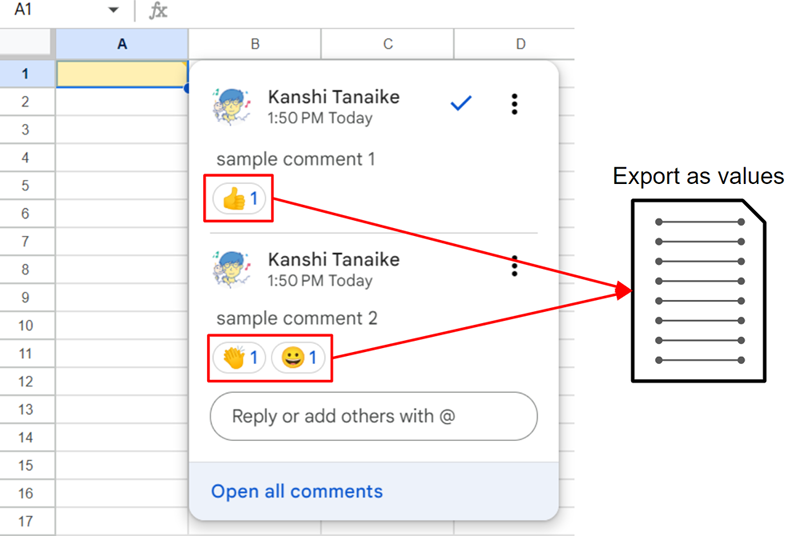 A1 fx
A B C D
1
Kanshi Tanaike
2
1:50 PM Today
3
4
sample comment 1
5
👍 1
Export as values
6
7
8
Kanshi Tanaike
1:50 PM Today
9
10
sample comment 2
11
👏 1 😀 1
12
13
Reply or add others with @
14
15
16
Open all comments
17